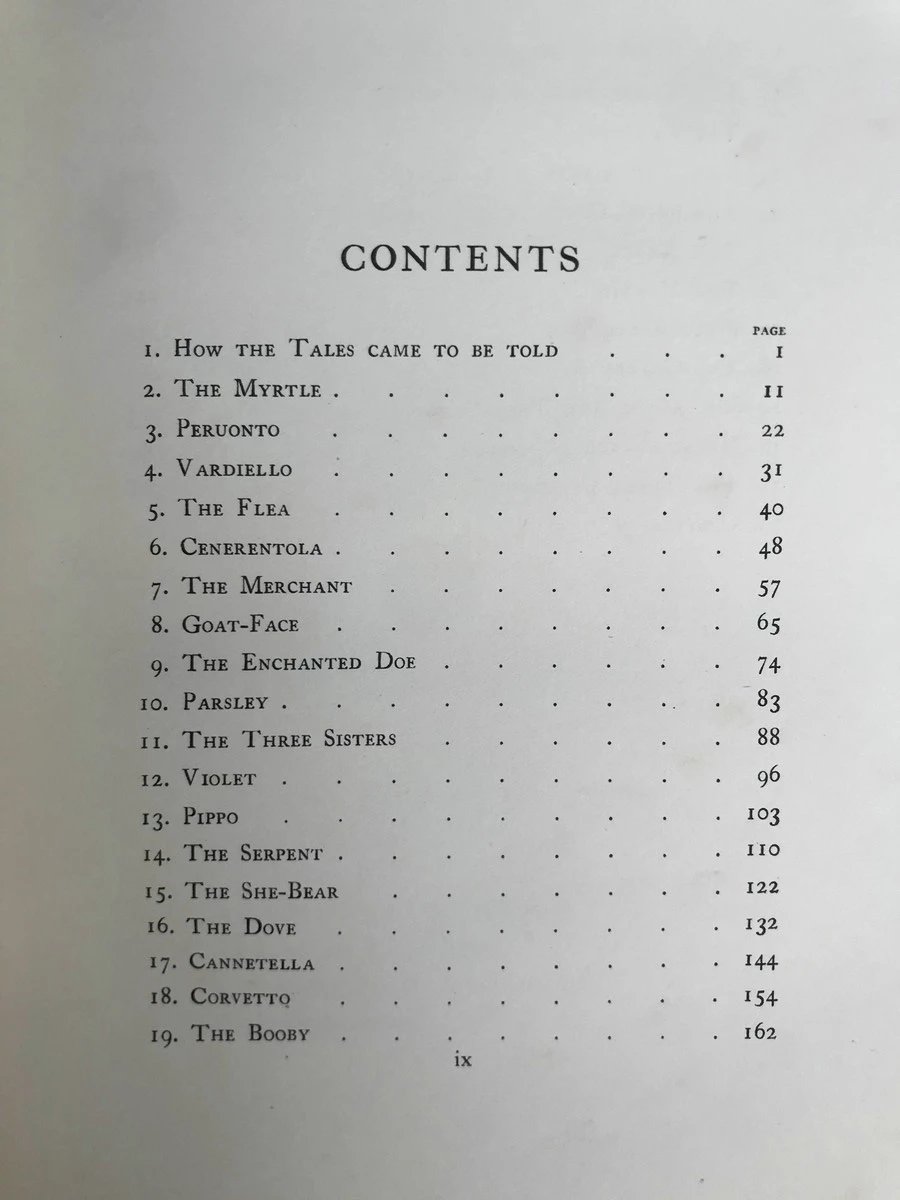 CONTENTS
PAGE
1. How the Tales came to be told . . . 1
2. The Myrtle . . . . . . . . 11
3. Peruonto . . . . . . . . 22
4. Vardiello . . . . . . . . 31
5. The Flea . . . . . . . . 40
6. Cenerentola . . . . . . . . 48
7. The Merchant . . . . . . . 57
8. Goat-Face . . . . . . . . 65
9. The Enchanted Doe . . . . . . 74
10. Parsley . . . . . . . . . 83
11. The Three Sisters . . . . . . 88
12. Violet . . . . . . . . . 96
13. Pippo . . . . . . . . . 103
14. The Serpent . . . . . . . . 110
15. The She-Bear . . . . . . . 122
16. The Dove . . . . . . . . 132
17. Cannetella . . . . . . . . 144
18. Corvetto . . . . . . . . 154
19. The Booby . . . . . . . . 162
ix